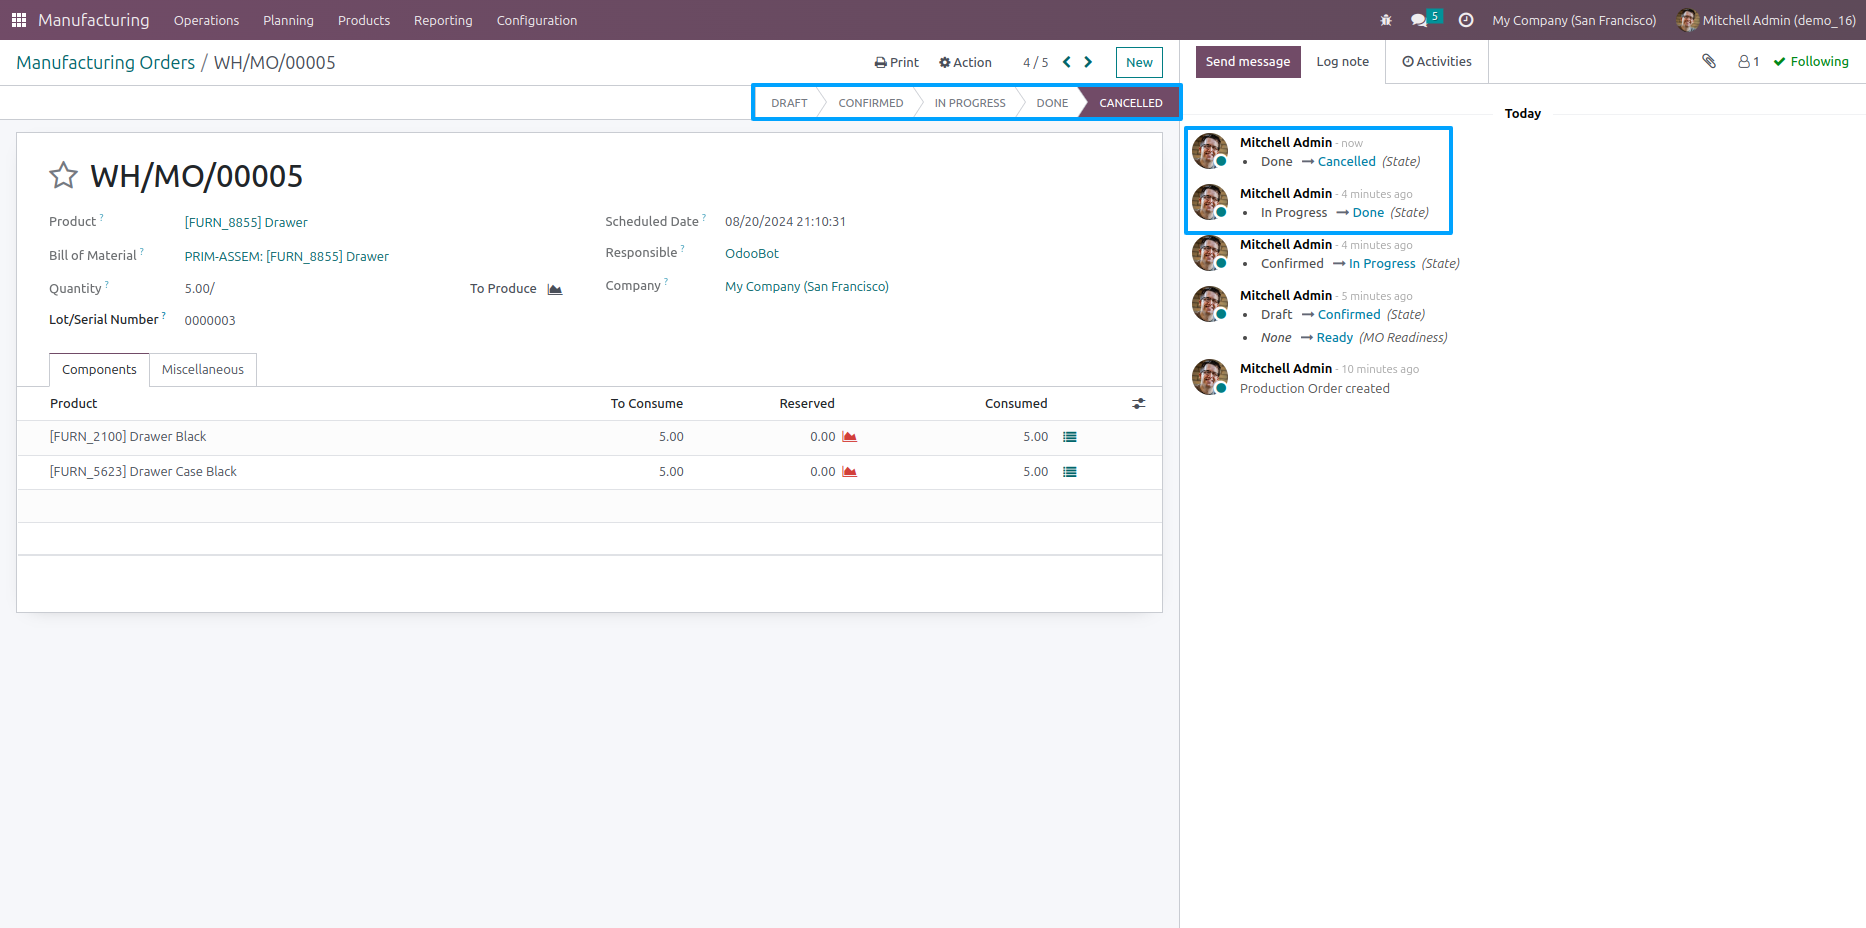 Manufacturing Operations Planning Products Reporting Configuration 5 My Company (San Francisco) Mitchell Admin (demo_16)
Manufacturing Orders / WH/MO/00005 Print Action 4 / 5 New
DRAFT CONFIRMED IN PROGRESS DONE CANCELLED
WH/MO/00005
Product ? [FURN_8855] Drawer
Bill of Material ? PRIM-ASSEM: [FURN_8855] Drawer
Quantity ? 5.00/ To Produce
Lot/Serial Number ? 0000003
Scheduled Date ? 08/20/2024 21:10:31
Responsible ? OdooBot
Company ? My Company (San Francisco)
Components Miscellaneous
Product To Consume Reserved Consumed
[FURN_2100] Drawer Black 5.00 0.00 5.00
[FURN_5623] Drawer Case Black 5.00 0.00 5.00
Send message Log note Activities 1 Following
Today
Mitchell Admin - now
• Done → Cancelled (State)
Mitchell Admin - 4 minutes ago
• In Progress → Done (State)
Mitchell Admin - 4 minutes ago
• Confirmed → In Progress (State)
Mitchell Admin - 5 minutes ago
• Draft → Confirmed (State)
• None → Ready (MO Readiness)
Mitchell Admin - 10 minutes ago
Production Order created